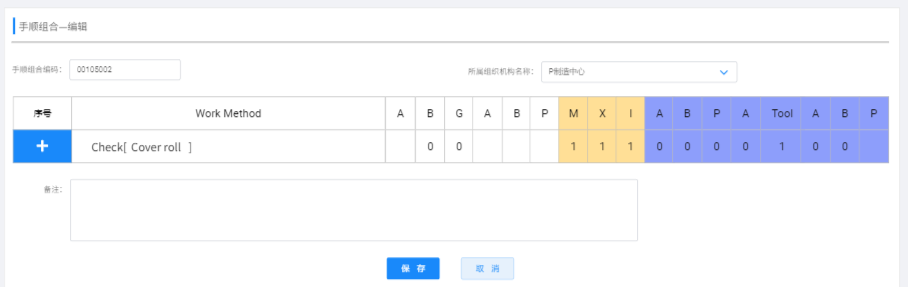 手顺组合—编辑
手顺组合编码： 00105002 所属组织机构名称： P制造中心
序号 Work Method A B G A B P M X I A B P A Tool A B P
+ Check[ Cover roll ] 0 0 1 1 1 0 0 0 0 1 0 0
备注：
保 存 取 消